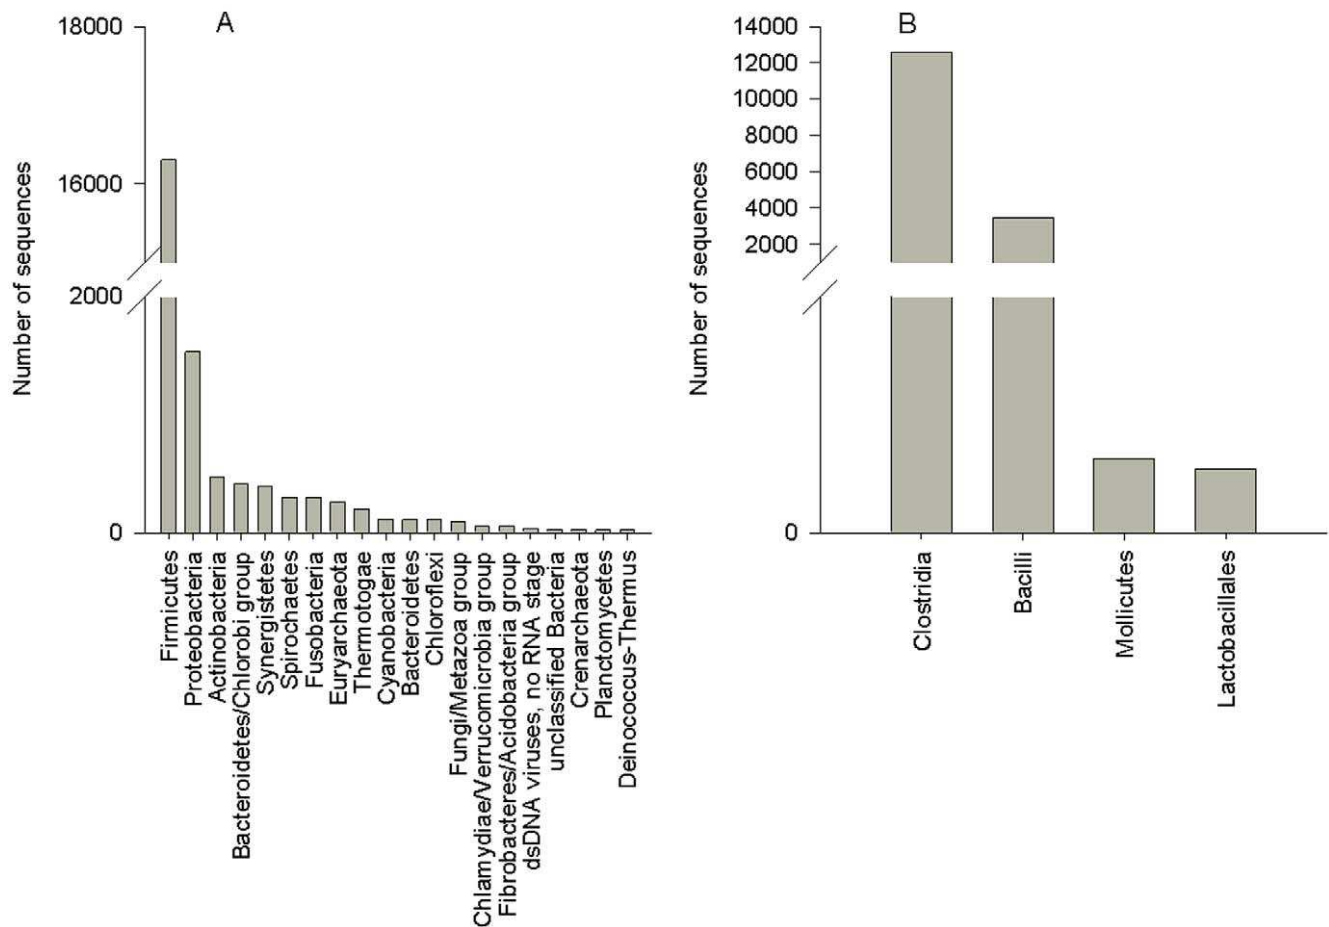 A
18000
16000
2000
0
Number of sequences
Firmicutes
Proteobacteria
Actinobacteria
Bacteroidetes/Chlorobi group
Synergistetes
Spirochaetes
Fusobacteria
Euryarchaeota
Thermotogae
Cyanobacteria
Bacteroidetes
Chloroflexi
Fungi/Metazoa group
Chlamydiae/Verrucomicrobia group
Fibrobacteres/Acidobacteria group
dsDNA viruses, no RNA stage
unclassified Bacteria
Crenarchaeota
Planctomycetes
Deinococcus-Thermus
B
14000
12000
10000
8000
6000
4000
2000
0
Number of sequences
Clostridia
Bacilli
Mollicutes
Lactobacillales